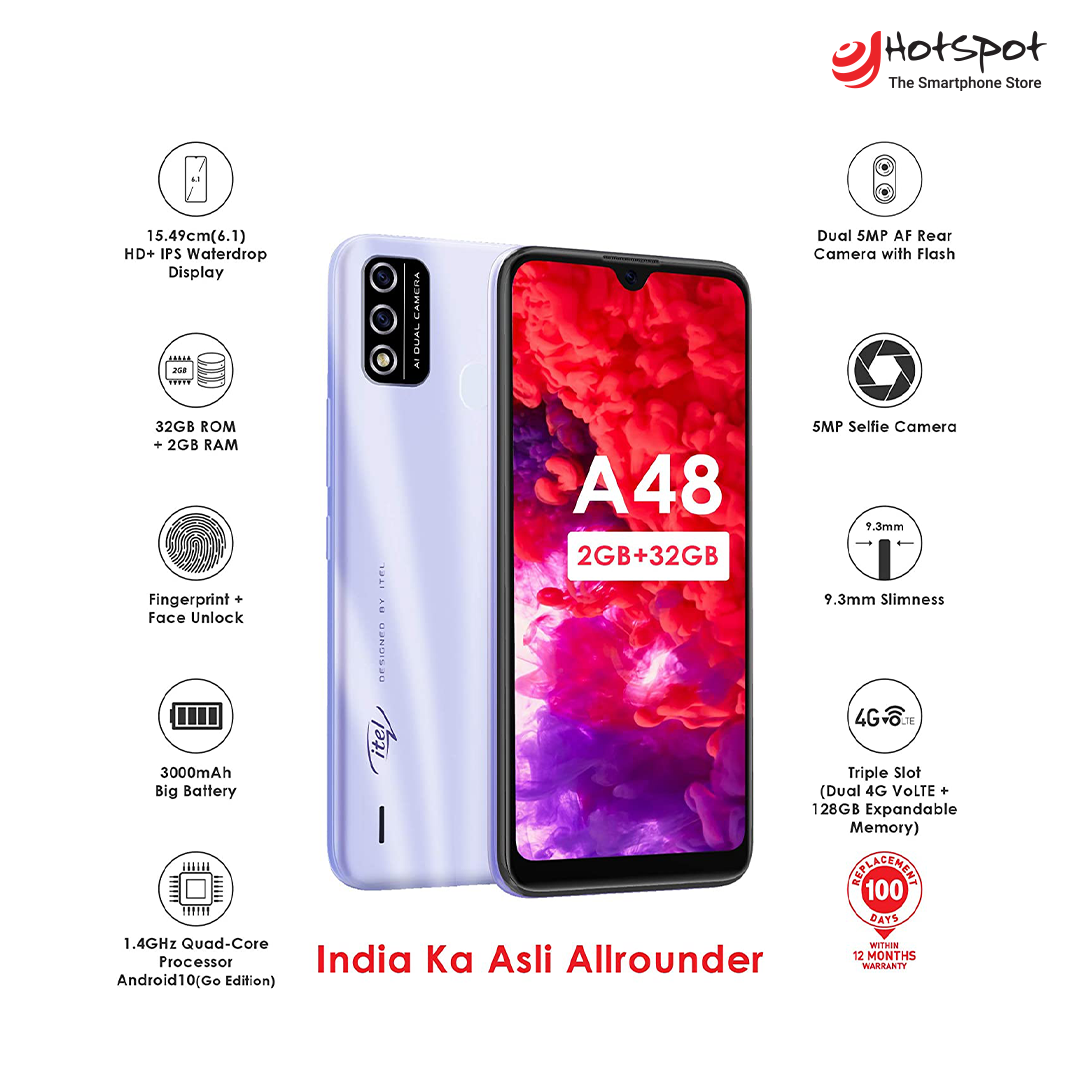 HotSpot
The Smartphone Store
6.1
15.49cm(6.1)
HD+ IPS Waterdrop
Display
2GB
32GB ROM
+ 2GB RAM
Fingerprint +
Face Unlock
3000mAh
Big Battery
1.4GHz Quad-Core
Processor
Android10(Go Edition)
AI DUAL CAMERA
DESIGNED BY ITEL
itel
A48
2GB+32GB
India Ka Asli Allrounder
Dual 5MP AF Rear
Camera with Flash
5MP Selfie Camera
9.3mm
9.3mm Slimness
4G VoLTE
Triple Slot
(Dual 4G VoLTE +
128GB Expandable
Memory)
REPLACEMENT
100
DAYS
WITHIN
12 MONTHS
WARRANTY